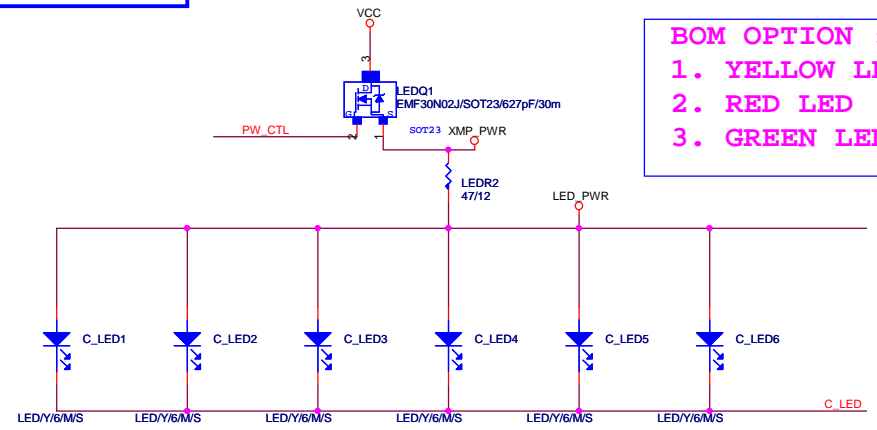 VCC
BOM OPTION
1. YELLOW
2. RED LED
3. GREEN
3
D
G
S
LEDQ1
EMF30N02J/SOT23/627pF/30m
PW_CTL
2
1
SOT23
XMP_PWR
LEDR2
47/12
LED_PWR
C_LED1
C_LED2
C_LED3
C_LED4
C_LED5
C_LED6
LED/Y/6/M/S
LED/Y/6/M/S
LED/Y/6/M/S
LED/Y/6/M/S
LED/Y/6/M/S
LED/Y/6/M/S
C_LED